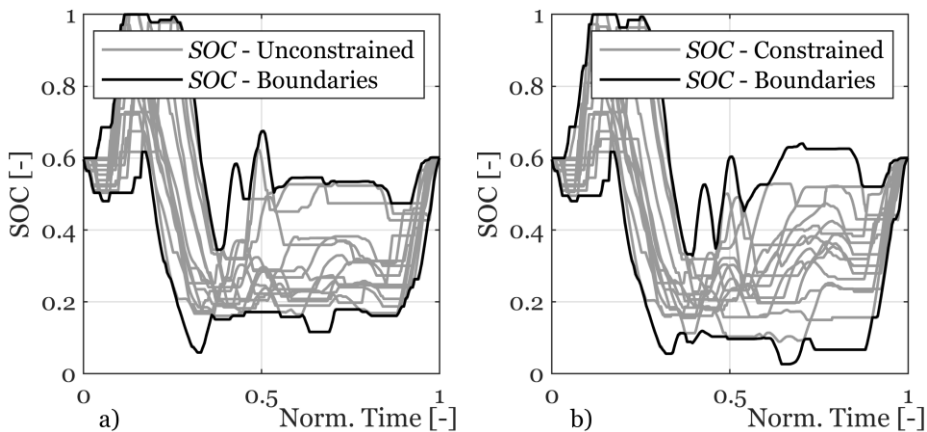 1
SOC - Unconstrained
SOC - Boundaries
0.8
0.6
SOC [-]
0.4
0.2
0
0
0.5
1
a)
Norm. Time [-]
1
SOC - Constrained
SOC - Boundaries
0.8
0.6
SOC [-]
0.4
0.2
0
0
0.5
1
b)
Norm. Time [-]